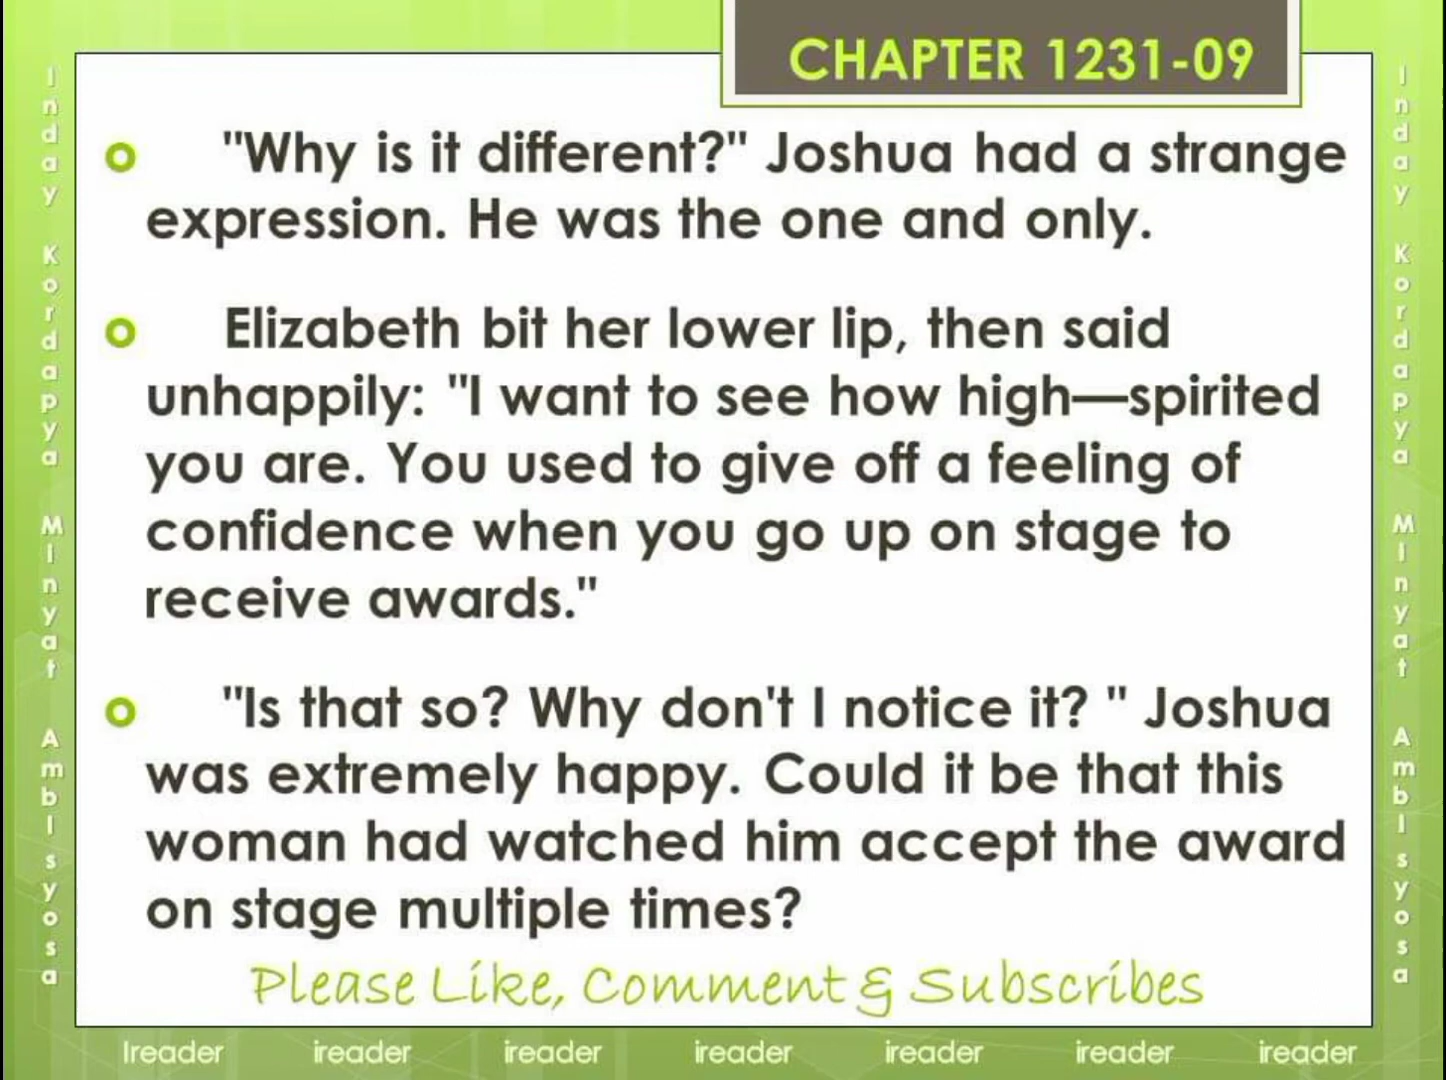 CHAPTER 1231-09
"Why is it different?" Joshua had a strange
expression. He was the one and only.
Elizabeth bit her lower lip, then said
unhappily: "I want to see how high—spirited
you are. You used to give off a feeling of
confidence when you go up on stage to
receive awards."
"Is that so? Why don't I notice it? " Joshua
was extremely happy. Could it be that this
woman had watched him accept the award
on stage multiple times?
Please Like, Comment & Subscribes
Inday Kordapya Minyat Amblsyosa
Inday Kordapya Minyat Amblsyosa
Ireader ireader ireader ireader ireader ireader ireader